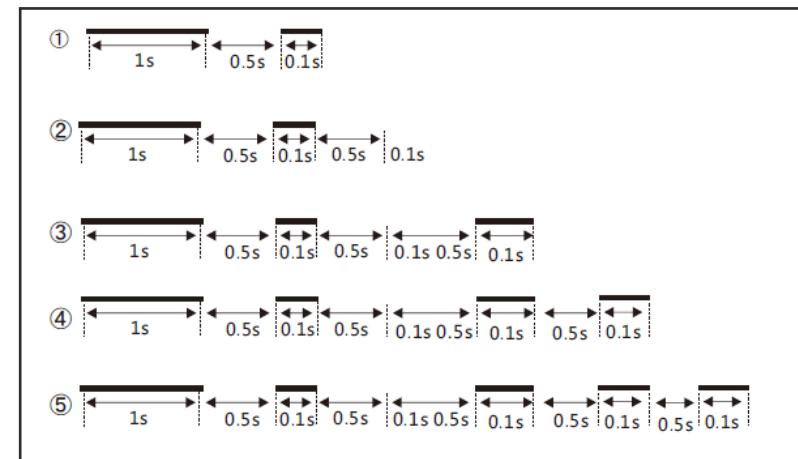 ① 1s 0.5s 0.1s
② 1s 0.5s 0.1s 0.5s 0.1s
③ 1s 0.5s 0.1s 0.5s 0.1s 0.5s 0.1s
④ 1s 0.5s 0.1s 0.5s 0.1s 0.5s 0.1s 0.5s 0.1s
⑤ 1s 0.5s 0.1s 0.5s 0.1s 0.5s 0.1s 0.5s 0.1s 0.5s 0.1s